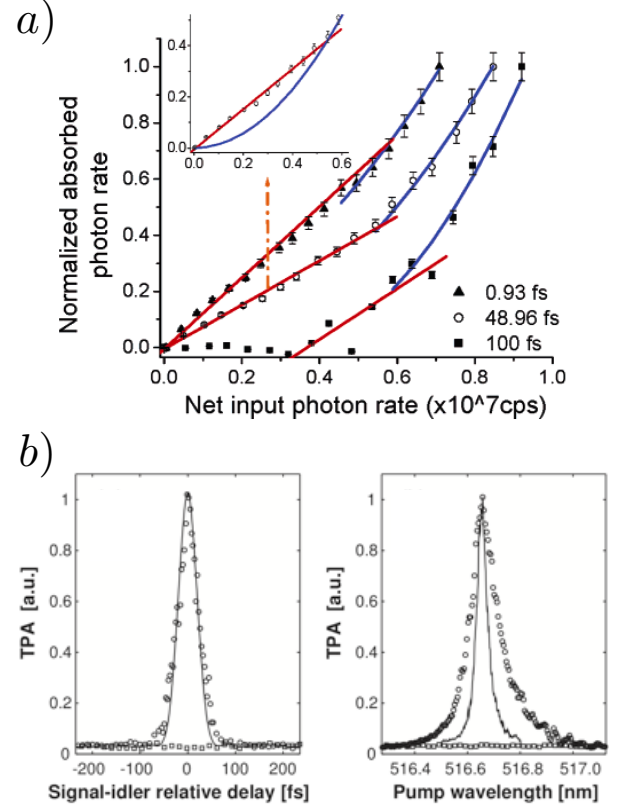 a)
0.4
0.2
0.0
0.0 0.2 0.4 0.6
1.0
0.8
0.6
0.4
0.2
0.0
Normalized absorbed
photon rate
0.93 fs
48.96 fs
100 fs
0.0 0.2 0.4 0.6 0.8 1.0
Net input photon rate (x10^7cps)
b)
1
0.8
0.6
0.4
0.2
0
TPA [a.u.]
-200 -100 0 100 200
Signal-idler relative delay [fs]
1
0.8
0.6
0.4
0.2
0
TPA [a.u.]
516.4 516.6 516.8 517.0
Pump wavelength [nm]